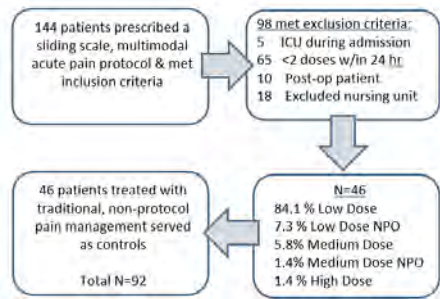 144 patients prescribed a
sliding scale, multimodal
acute pain protocol & met
inclusion criteria
98 met exclusion criteria:
5 ICU during admission
65 <2 doses w/in 24 hr
10 Post-op patient
18 Excluded nursing unit
46 patients treated with
traditional, non-protocol
pain management served
as controls
Total N=92
N=46
84.1 % Low Dose
7.3 % Low Dose NPO
5.8% Medium Dose
1.4% Medium Dose NPO
1.4 % High Dose